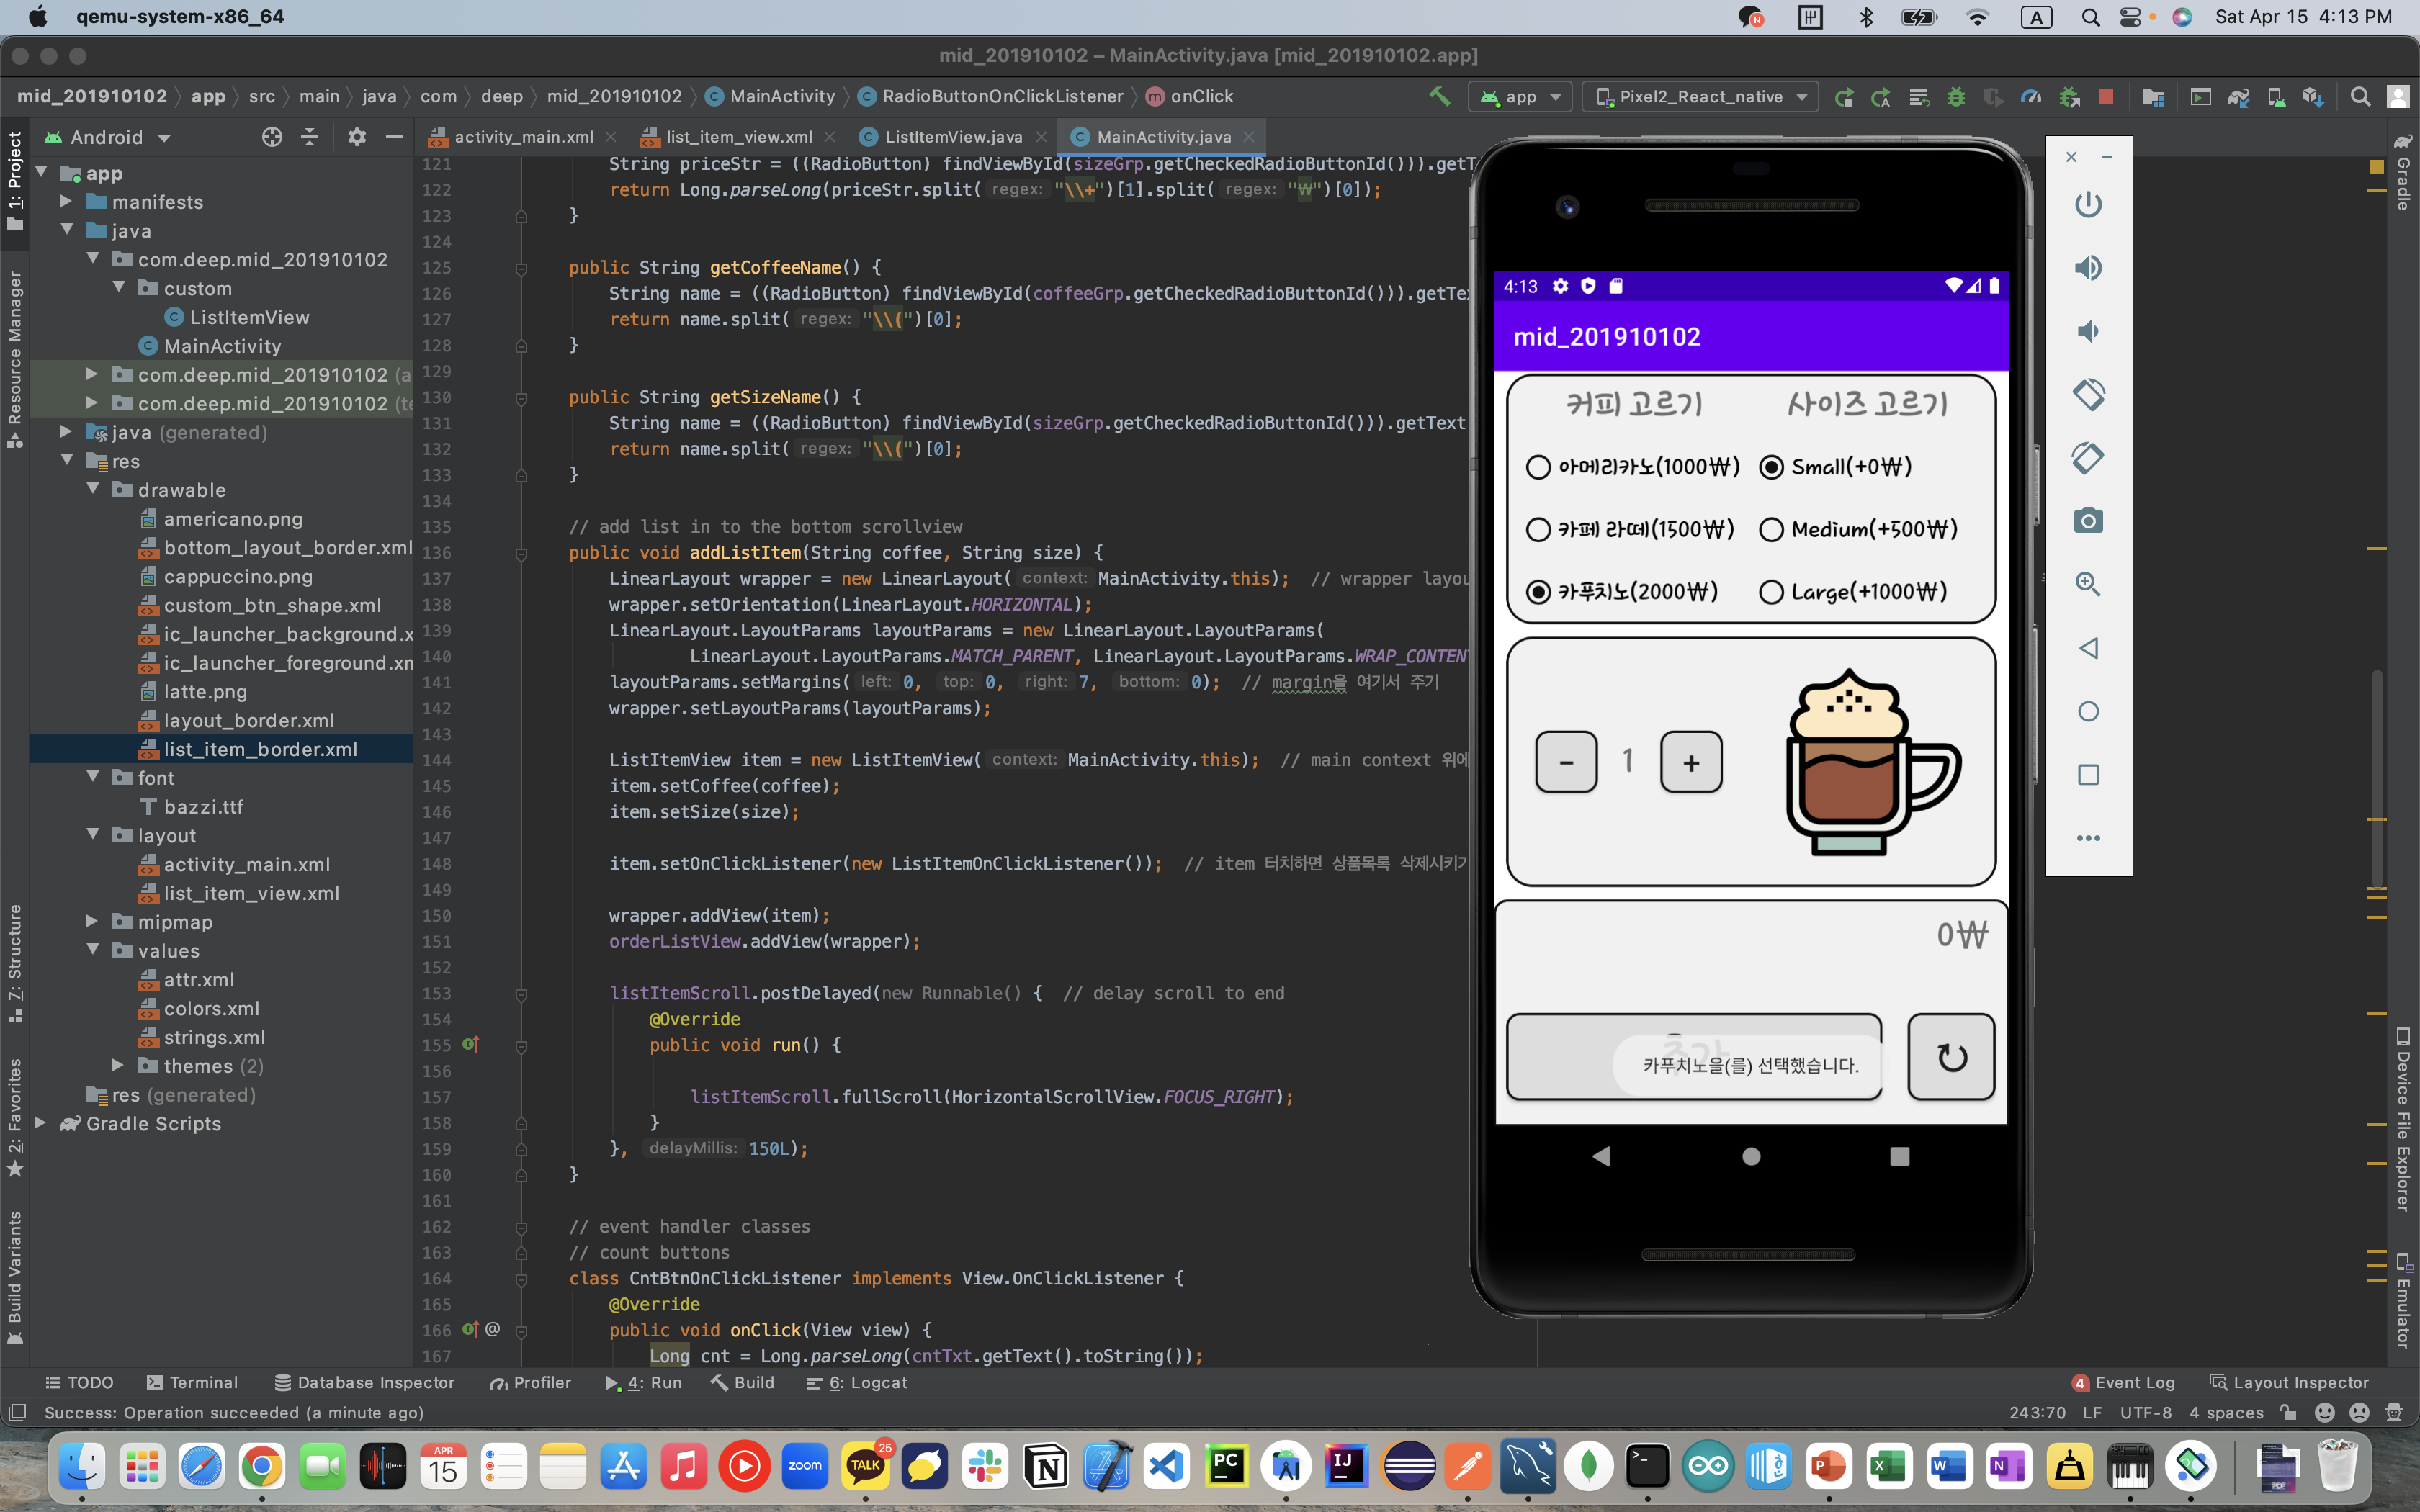 qemu-system-x86_64
A
Sat Apr 15 4:13 PM
mid_201910102 – MainActivity.java [mid_201910102.app]
mid_201910102 app src main java com deep mid_201910102 MainActivity RadioButtonOnClickListener onClick
app
Pixel2_React_native
Android
activity_main.xml
list_item_view.xml
ListItemView.java
MainActivity.java
1: Project
Resource Manager
7: Structure
2: Favorites
Build Variants
app
manifests
java
com.deep.mid_201910102
custom
ListItemView
MainActivity
com.deep.mid_201910102 (a
com.deep.mid_201910102 (te
java (generated)
res
drawable
americano.png
bottom_layout_border.xml
cappuccino.png
custom_btn_shape.xml
ic_launcher_background.x
ic_launcher_foreground.xm
latte.png
layout_border.xml
list_item_border.xml
font
bazzi.ttf
layout
activity_main.xml
list_item_view.xml
mipmap
values
attr.xml
colors.xml
strings.xml
themes (2)
res (generated)
Gradle Scripts
121 String priceStr = ((RadioButton) findViewById(sizeGrp.getCheckedRadioButtonId())).getT
122 return Long.parseLong(priceStr.split( regex: "\\+")[1].split( regex: "₩")[0]);
123 }
124
125 public String getCoffeeName() {
126 String name = ((RadioButton) findViewById(coffeeGrp.getCheckedRadioButtonId())).getTex
127 return name.split( regex: "\\(")[0];
128 }
129
130 public String getSizeName() {
131 String name = ((RadioButton) findViewById(sizeGrp.getCheckedRadioButtonId())).getText
132 return name.split( regex: "\\(")[0];
133 }
134
135 // add list in to the bottom scrollview
136 public void addListItem(String coffee, String size) {
137 LinearLayout wrapper = new LinearLayout( context: MainActivity.this); // wrapper layou
138 wrapper.setOrientation(LinearLayout.HORIZONTAL);
139 LinearLayout.LayoutParams layoutParams = new LinearLayout.LayoutParams(
140 LinearLayout.LayoutParams.MATCH_PARENT, LinearLayout.LayoutParams.WRAP_CONTENT
141 layoutParams.setMargins( left: 0, top: 0, right: 7, bottom: 0); // margin을 여기서 주기
142 wrapper.setLayoutParams(layoutParams);
143
144 ListItemView item = new ListItemView( context: MainActivity.this); // main context 위에
145 item.setCoffee(coffee);
146 item.setSize(size);
147
148 item.setOnClickListener(new ListItemOnClickListener()); // item 터치하면 상품목록 삭제시키기
149
150 wrapper.addView(item);
151 orderListView.addView(wrapper);
152
153 listItemScroll.postDelayed(new Runnable() { // delay scroll to end
154 @Override
155 public void run() {
156
157 listItemScroll.fullScroll(HorizontalScrollView.FOCUS_RIGHT);
158 }
159 }, delayMillis: 150L);
160 }
161
162 // event handler classes
163 // count buttons
164 class CntBtnOnClickListener implements View.OnClickListener {
165 @Override
166 @ public void onClick(View view) {
167 Long cnt = Long.parseLong(cntTxt.getText().toString());
4:13
mid_201910102
커피 고르기 사이즈 고르기
아메리카노(1000₩) Small(+0₩)
카페 라떼(1500₩) Medium(+500₩)
카푸치노(2000₩) Large(+1000₩)
- 1 +
0₩
추가
카푸치노을(를) 선택했습니다.
Gradle
Device File Explorer
Emulator
TODO Terminal Database Inspector Profiler 4: Run Build 6: Logcat
4 Event Log Layout Inspector
Success: Operation succeeded (a minute ago)
243:70 LF UTF-8 4 spaces
APR
15
zoom
TALK
25
PC
IJ
P
X
W
N
PDF